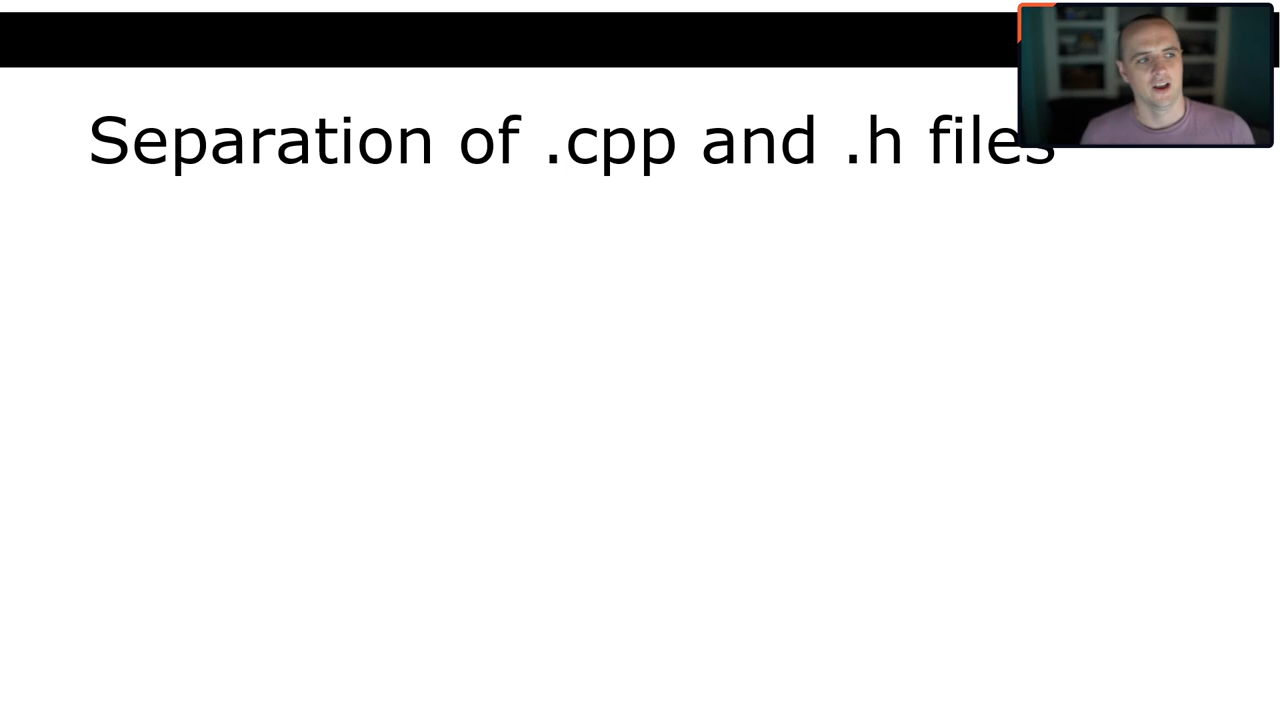 Separation of .cpp and .h files